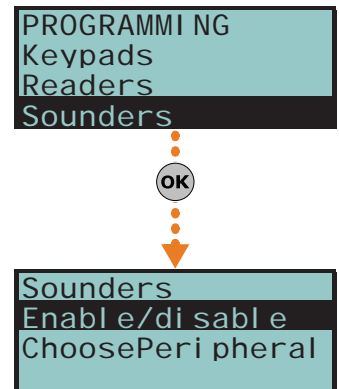 PROGRAMMING
Keypads
Readers
Sounders
OK
Sounders
Enable/disable
ChoosePeripheral